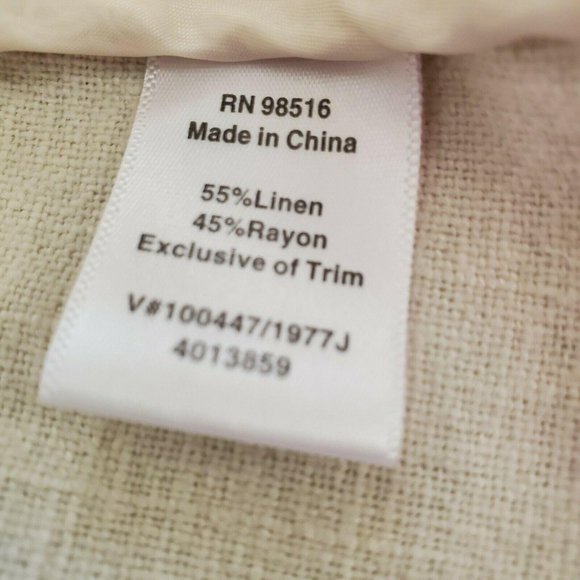 RN 98516
Made in China
55%Linen
45%Rayon
Exclusive of Trim
V#100447/1977J
4013859